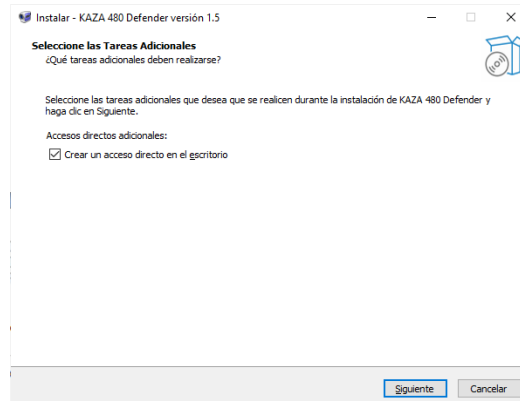 Instalar - KAZA 480 Defender versión 1.5
Seleccione las Tareas Adicionales
¿Qué tareas adicionales deben realizarse?
Seleccione las tareas adicionales que desea que se realicen durante la instalación de KAZA 480 Defender y
haga clic en Siguiente.
Accesos directos adicionales:
Crear un acceso directo en el escritorio
Siguiente
Cancelar